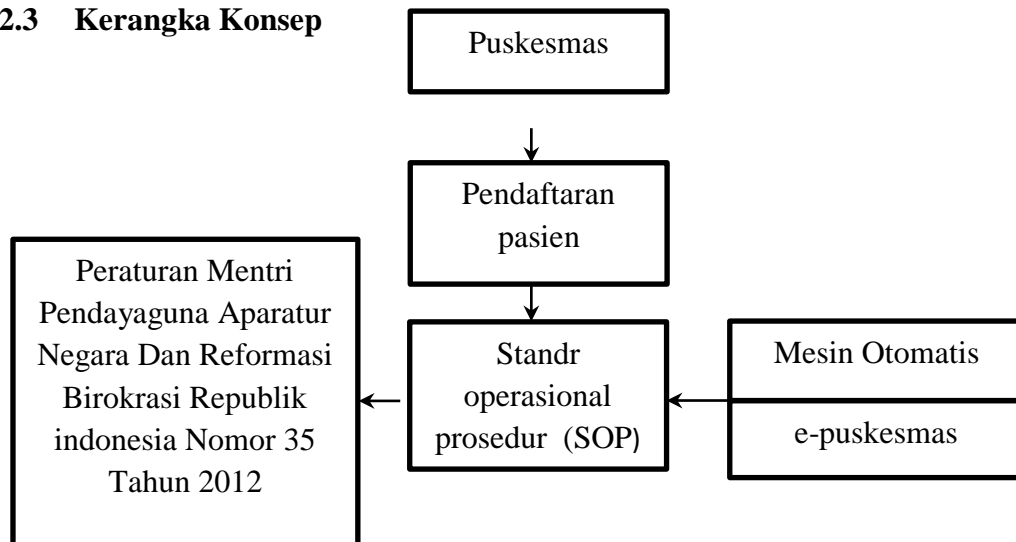 2.3 Kerangka Konsep
Puskesmas
Pendaftaran
pasien
Peraturan Mentri
Pendayaguna Aparatur
Negara Dan Reformasi
Birokrasi Republik
indonesia Nomor 35
Tahun 2012
Standr
operasional
prosedur (SOP)
Mesin Otomatis
e-puskesmas